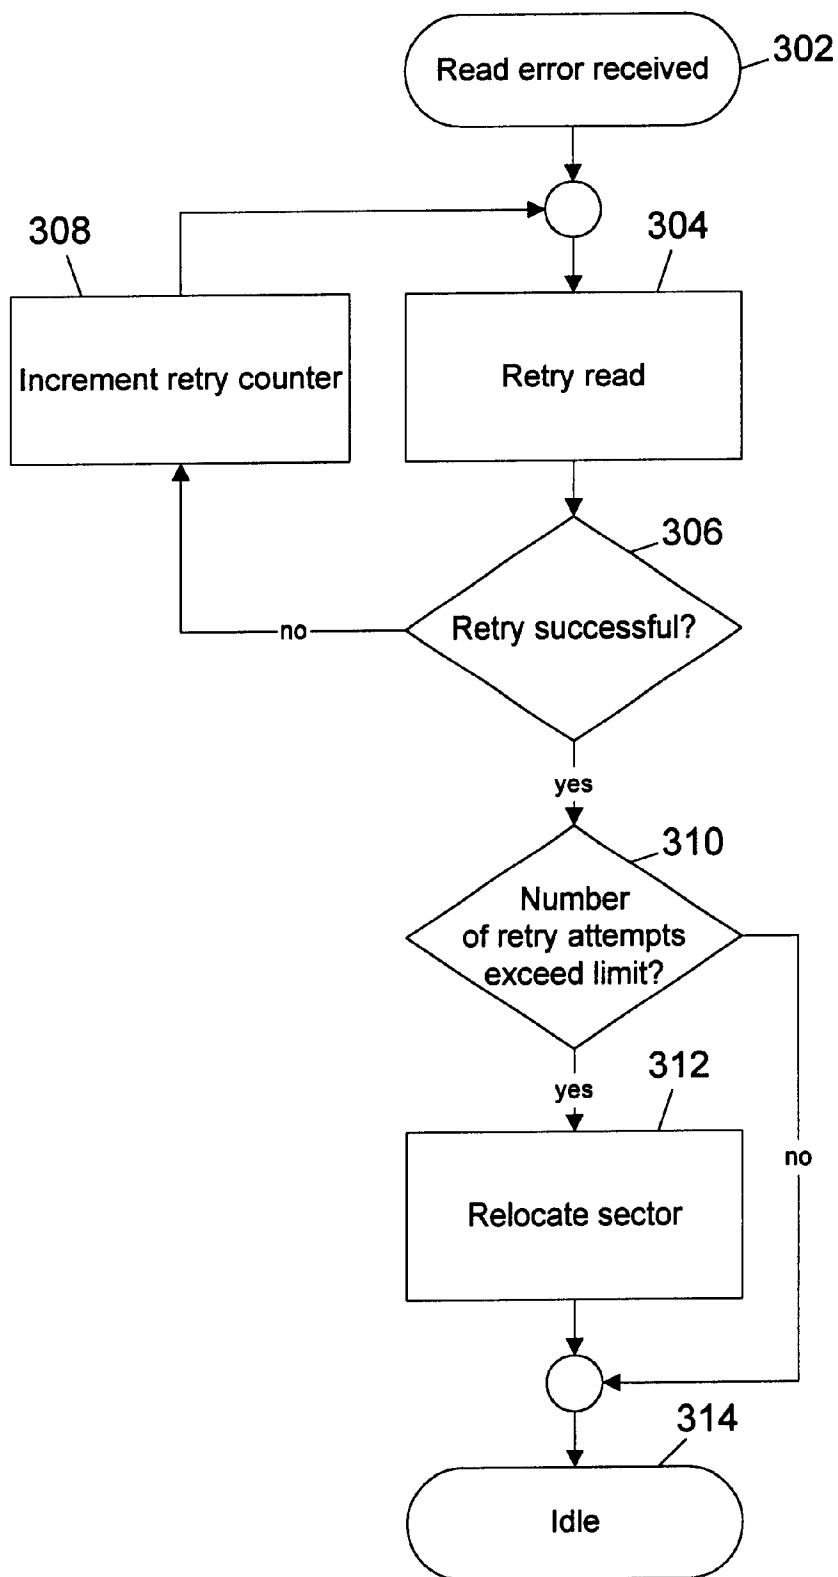 Read error received
302
308
304
Increment retry counter
Retry read
306
Retry successful?
no
yes
310
Number
of retry attempts
exceed limit?
312
yes
no
Relocate sector
314
Idle